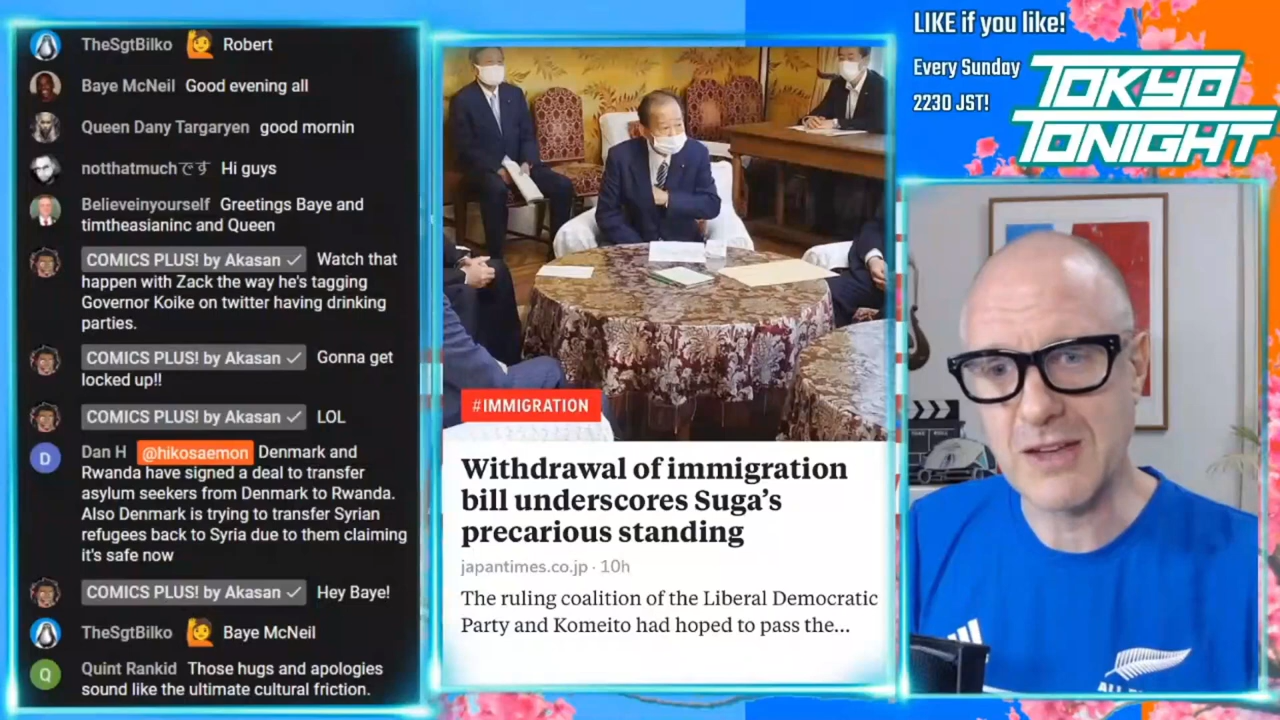 TheSgtBilko 🙋 Robert
Baye McNeil Good evening all
Queen Dany Targaryen good mornin
notthatmuchです Hi guys
Believeinyourself Greetings Baye and
timtheasianinc and Queen
COMICS PLUS! by Akasan ✓ Watch that
happen with Zack the way he's tagging
Governor Koike on twitter having drinking
parties.
COMICS PLUS! by Akasan ✓ Gonna get
locked up!!
COMICS PLUS! by Akasan ✓ LOL
D Dan H @hikosaemon Denmark and
Rwanda have signed a deal to transfer
asylum seekers from Denmark to Rwanda.
Also Denmark is trying to transfer Syrian
refugees back to Syria due to them claiming
it's safe now
COMICS PLUS! by Akasan ✓ Hey Baye!
TheSgtBilko 🙋 Baye McNeil
Q Quint Rankid Those hugs and apologies
sound like the ultimate cultural friction.
#IMMIGRATION
Withdrawal of immigration
bill underscores Suga's
precarious standing
japantimes.co.jp · 10h
The ruling coalition of the Liberal Democratic
Party and Komeito had hoped to pass the...
LIKE if you like!
Every Sunday
2230 JST!
TOKYO
TONIGHT